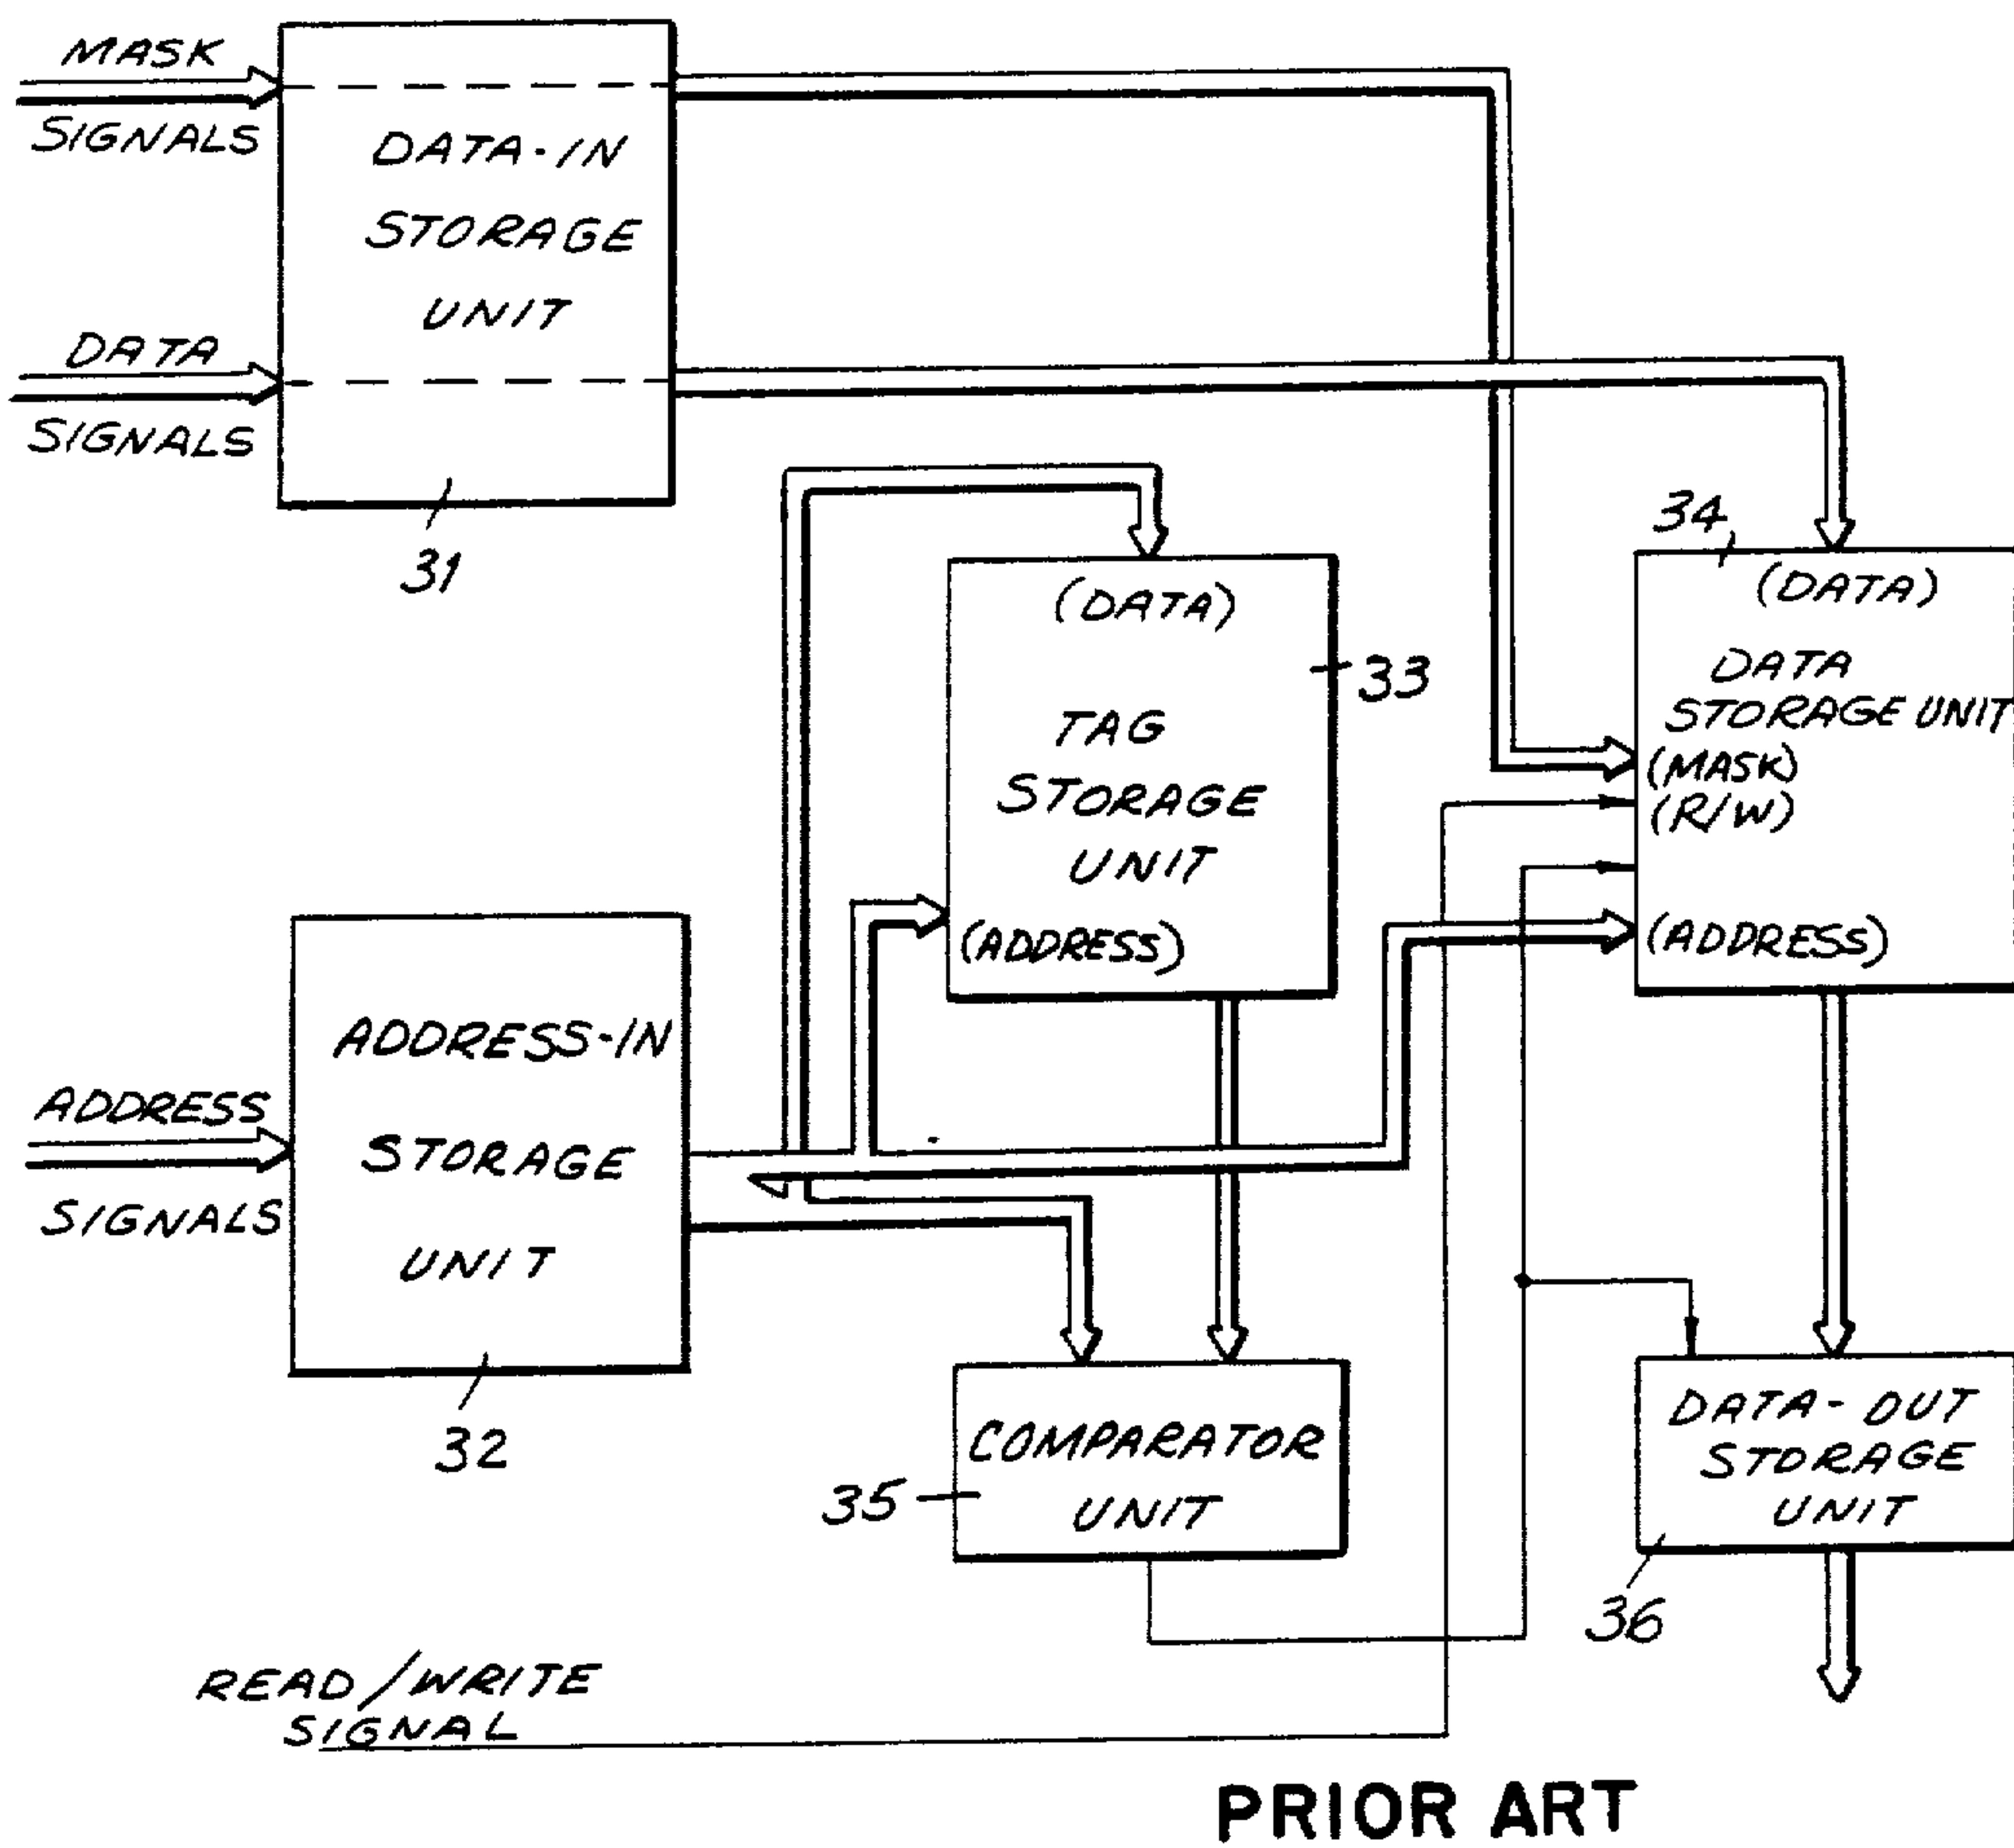 MASK
SIGNALS
DATA-IN
STORAGE
UNIT
DATA
SIGNALS
31
34
(DATA)
DATA
STORAGE UNIT
(MASK)
(R/W)
(ADDRESS)
(DATA)
33
TAG
STORAGE
UNIT
(ADDRESS)
ADDRESS-IN
STORAGE
UNIT
ADDRESS
SIGNALS
32
COMPARATOR
UNIT
35
DATA-OUT
STORAGE
UNIT
36
READ/WRITE
SIGNAL
PRIOR ART